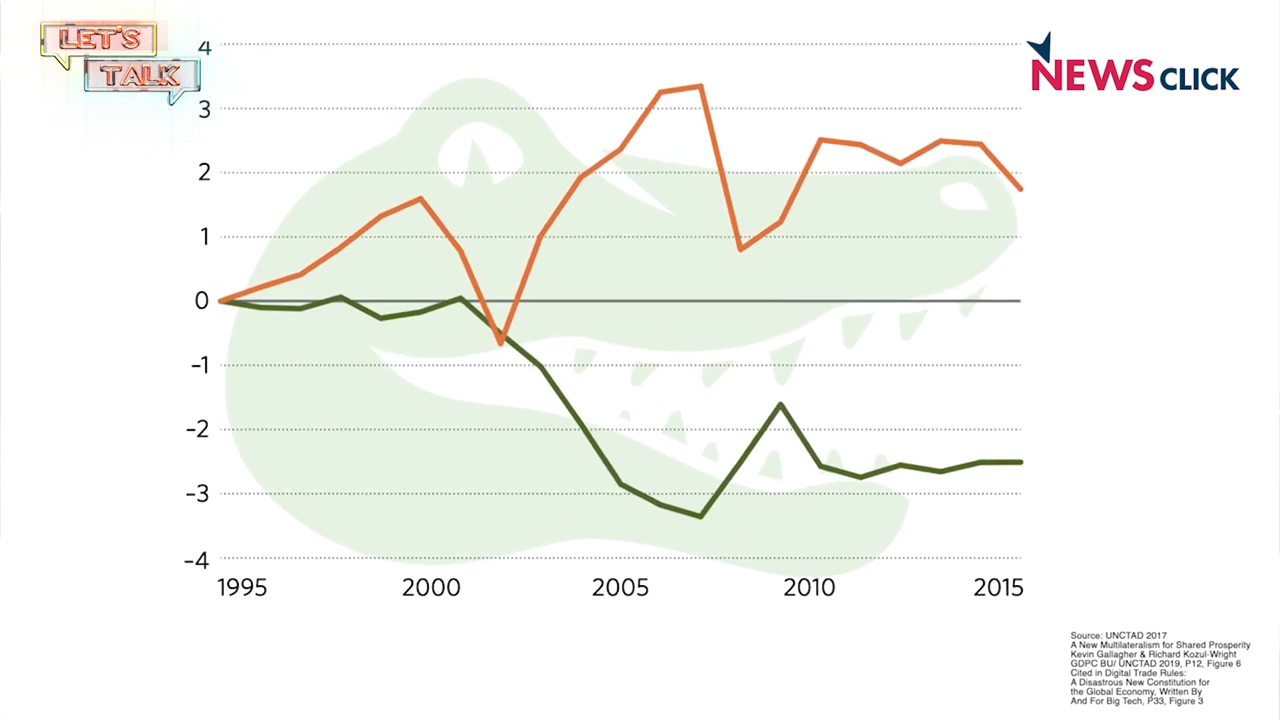 LET'S
TALK
NEWS CLICK
4
3
2
1
0
-1
-2
-3
-4
1995 2000 2005 2010 2015
Source: UNCTAD 2017
A New Multilateralism for Shared Prosperity
Kevin Gallagher & Richard Kozul-Wright
GDPC BU/ UNCTAD 2019, P12, Figure 6
Cited in Digital Trade Rules:
A Disastrous New Constitution for
the Global Economy, Written By
And For Big Tech, P33, Figure 3